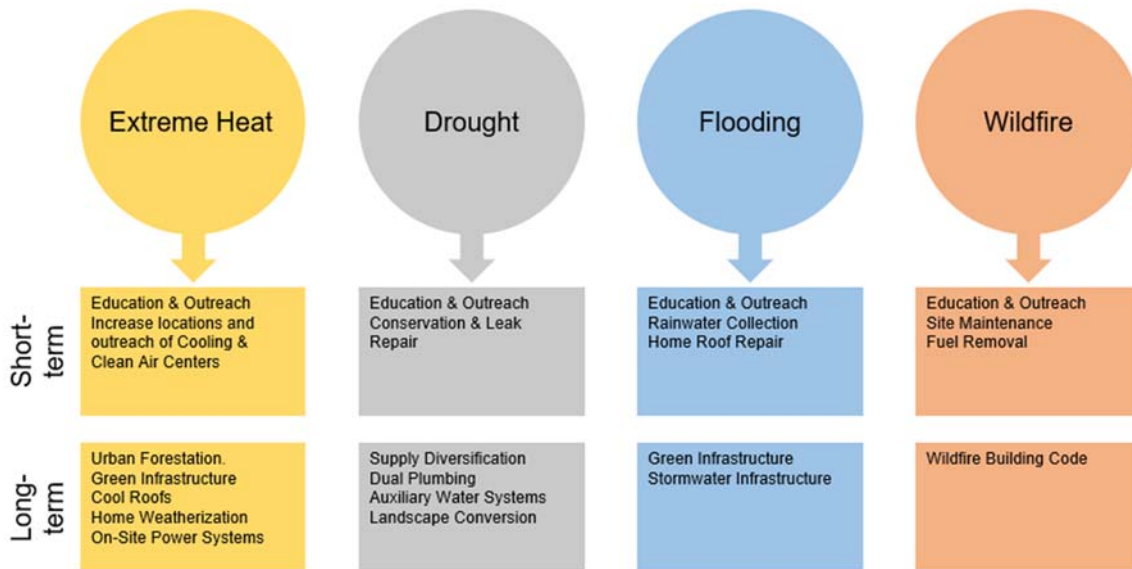 Extreme Heat
Drought
Flooding
Wildfire
Short-
term
Education & Outreach
Increase locations and
outreach of Cooling &
Clean Air Centers
Education & Outreach
Conservation & Leak
Repair
Education & Outreach
Rainwater Collection
Home Roof Repair
Education & Outreach
Site Maintenance
Fuel Removal
Long-
term
Urban Forestation.
Green Infrastructure
Cool Roofs
Home Weatherization
On-Site Power Systems
Supply Diversification
Dual Plumbing
Auxiliary Water Systems
Landscape Conversion
Green Infrastructure
Stormwater Infrastructure
Wildfire Building Code